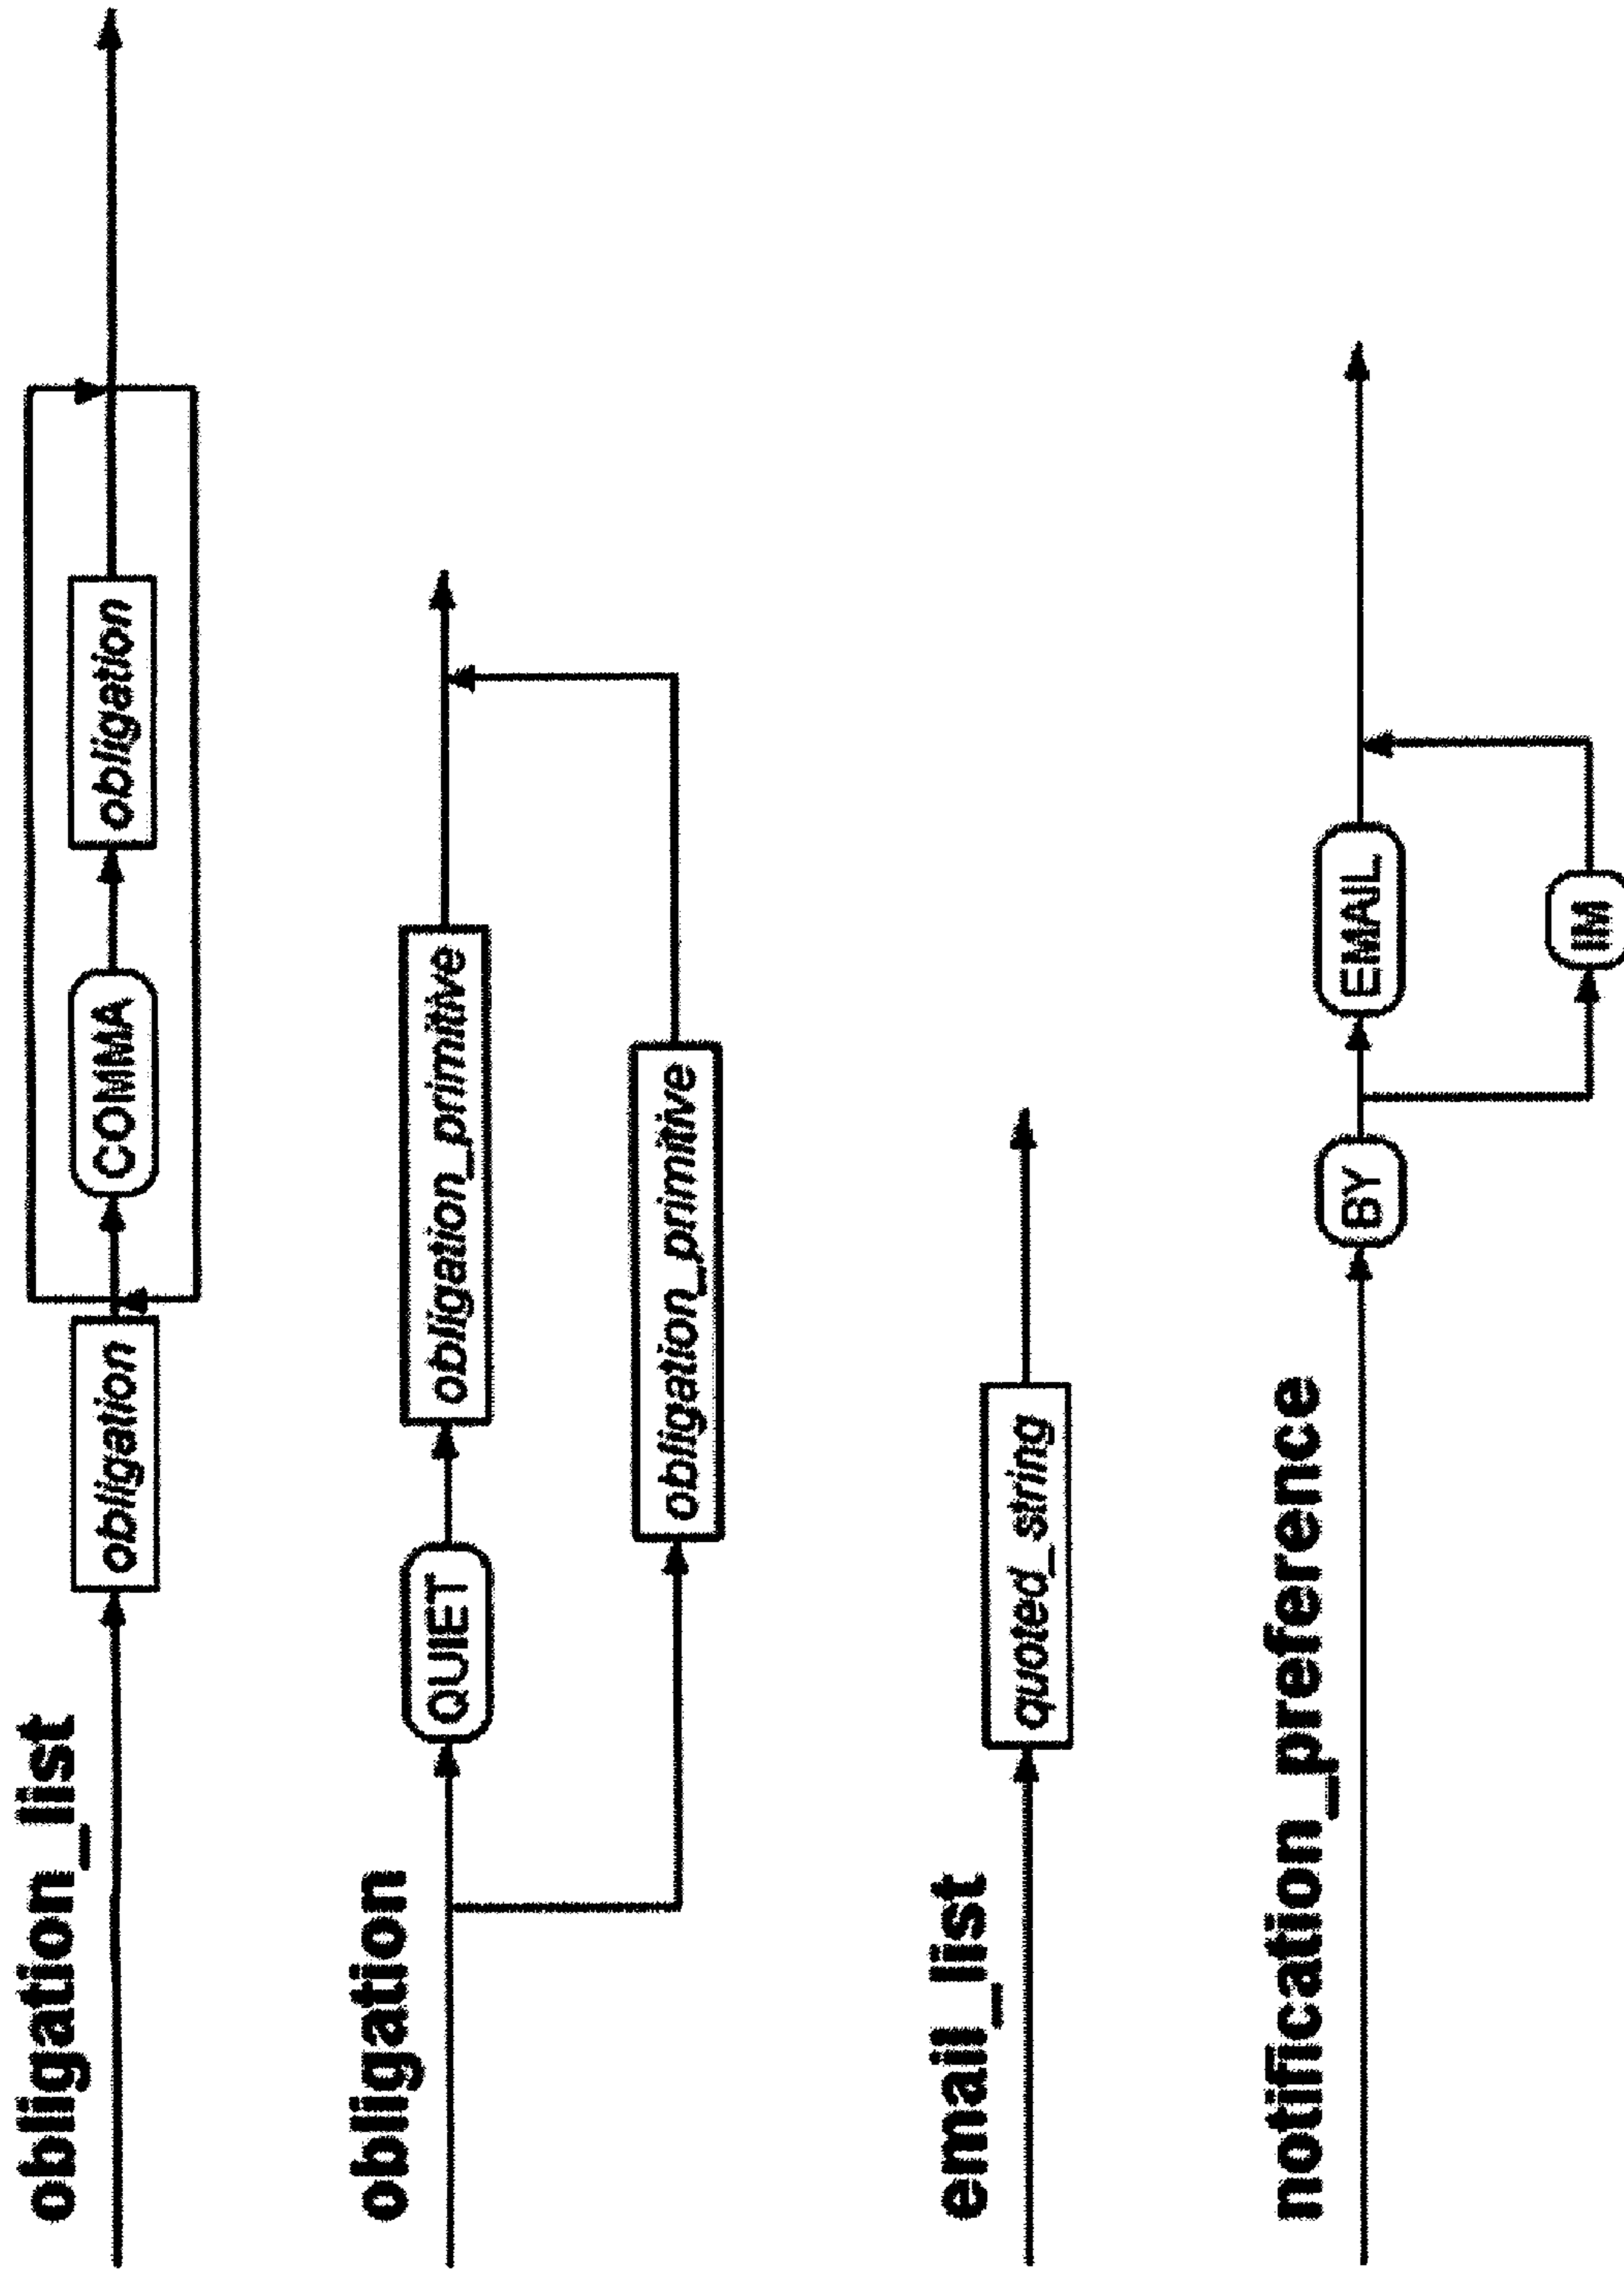 obligation_list
obligation
COMMA
obligation
obligation
QUIET
obligation_primitive
obligation_primitive
email_list
quoted_string
notification_preference
BY
EMAIL
IM